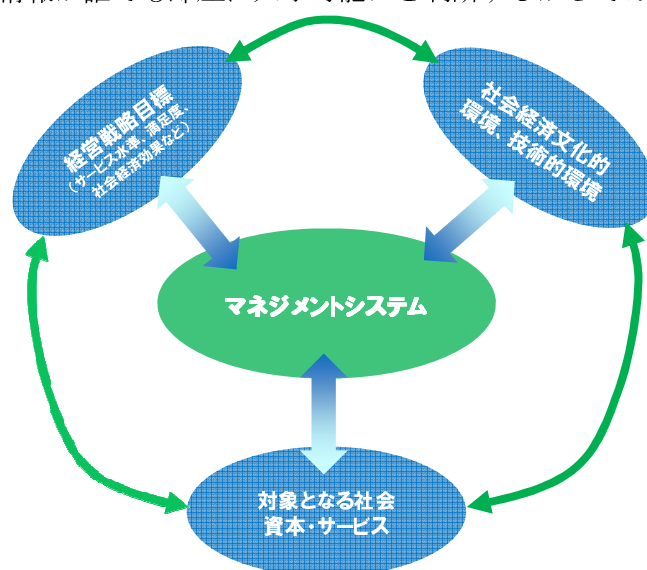 経営戦略目標
（サービス水準、満足度、
社会経済効果など）
社会経済文化的
環境、技術的環境
マネジメントシステム
対象となる社会
資本・サービス